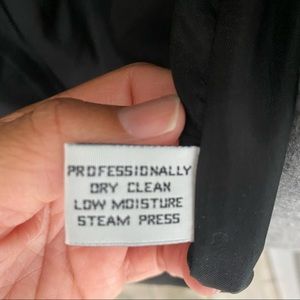 PROFESSIONALLY
DRY CLEAN
LOW MOISTURE
STEAM PRESS